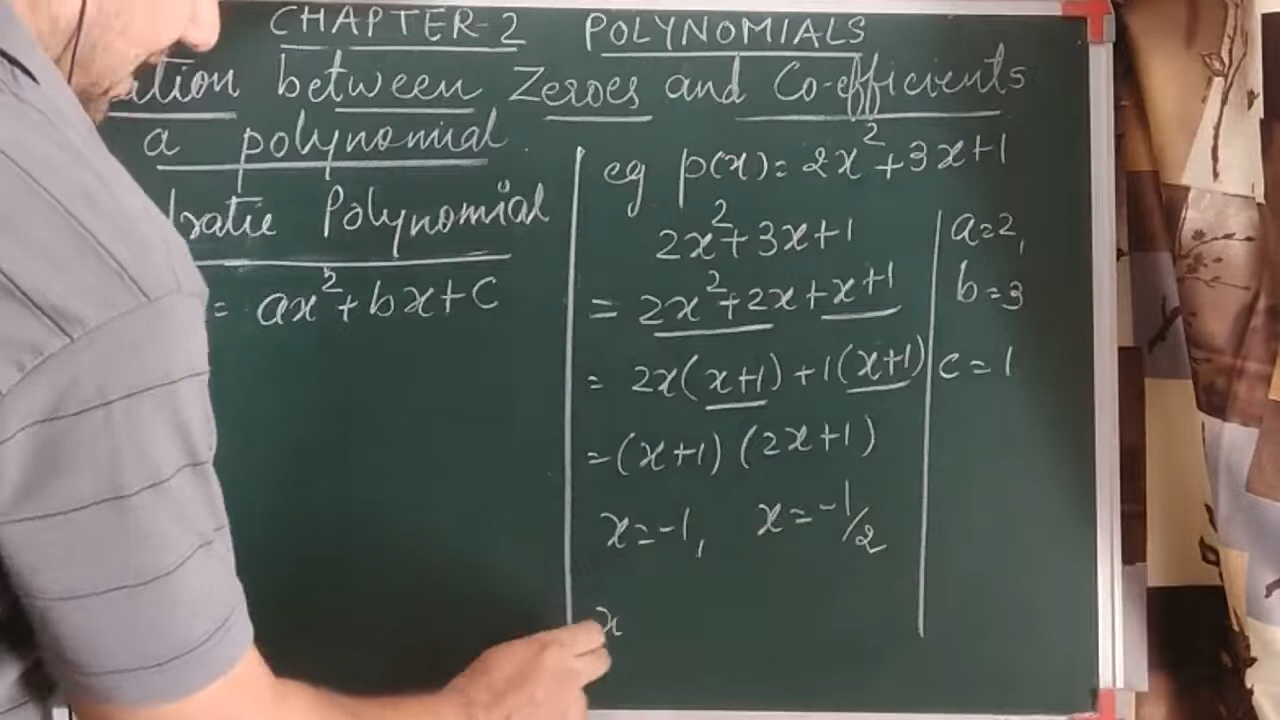 CHAPTER-2 POLYNOMIALS
ation between Zeroes and Co-efficients
a polynomial.
ratic Polynomial
= ax²+bx+c
eg p(x)=2x²+3x+1
2x²+3x+1
= 2x²+2x+x+1
= 2x(x+1)+1(x+1)
=(x+1)(2x+1)
x=-1, x=-1/2
x
a=2,
b=3
c=1